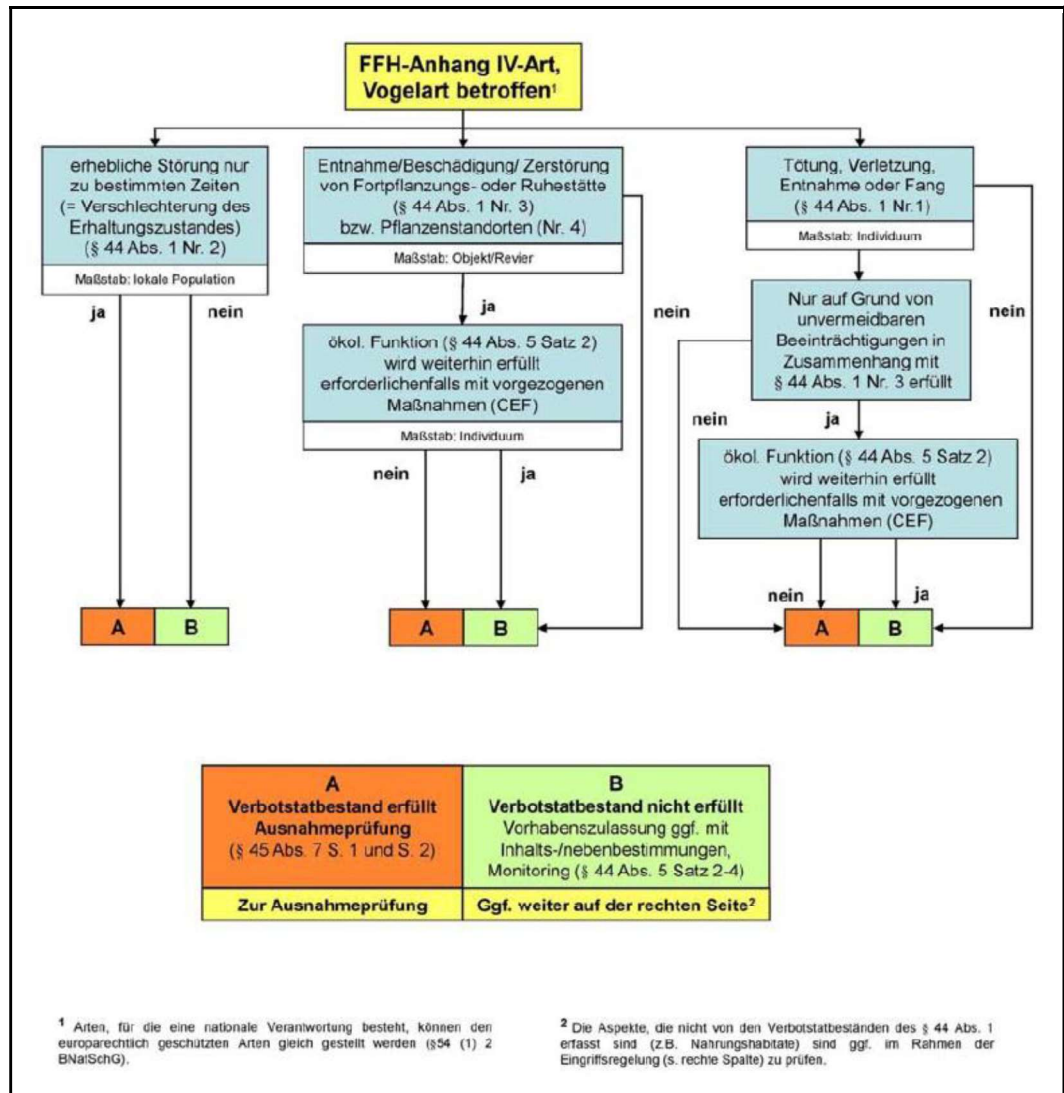 FFH-Anhang IV-Art,
Vogelart betroffen¹
erhebliche Störung nur
zu bestimmten Zeiten
(= Verschlechterung des
Erhaltungszustandes)
(§ 44 Abs. 1 Nr. 2)
Maßstab: lokale Population
ja
nein
Entnahme/Beschädigung/ Zerstörung
von Fortpflanzungs- oder Ruhestätte
(§ 44 Abs. 1 Nr. 3)
bzw. Pflanzenstandorten (Nr. 4)
Maßstab: Objekt/Revier
ja
nein
ökol. Funktion (§ 44 Abs. 5 Satz 2)
wird weiterhin erfüllt
erforderlichenfalls mit vorgezogenen
Maßnahmen (CEF)
Maßstab: Individuum
nein
ja
Tötung, Verletzung,
Entnahme oder Fang
(§ 44 Abs. 1 Nr.1)
Maßstab: Individuum
nein
Nur auf Grund von
unvermeidbaren
Beeinträchtigungen in
Zusammenhang mit
§ 44 Abs. 1 Nr. 3 erfüllt
nein
ja
ökol. Funktion (§ 44 Abs. 5 Satz 2)
wird weiterhin erfüllt
erforderlichenfalls mit vorgezogenen
Maßnahmen (CEF)
nein
ja
A B
A B
A B
A
Verbotstatbestand erfüllt
Ausnahmeprüfung
(§ 45 Abs. 7 S. 1 und S. 2)
Zur Ausnahmeprüfung
B
Verbotstatbestand nicht erfüllt
Vorhabenszulassung ggf. mit
Inhalts-/nebenbestimmungen,
Monitoring (§ 44 Abs. 5 Satz 2-4)
Ggf. weiter auf der rechten Seite²
¹ Arten, für die eine nationale Verantwortung besteht, können den
europarechtlich geschützten Arten gleich gestellt werden (§54 (1) 2
BNatSchG).
² Die Aspekte, die nicht von den Verbotstatbeständen des § 44 Abs. 1
erfasst sind (z.B. Nahrungshabitate) sind ggf. im Rahmen der
Eingriffsregelung (s. rechte Spalte) zu prüfen.